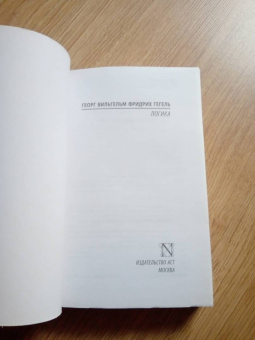 ГЕОРГ ВИЛЬГЕЛЬМ ФРИДРИХ ГЕГЕЛЬ
ЛОГИКА
N
ИЗДАТЕЛЬСТВО АСТ
МОСКВА